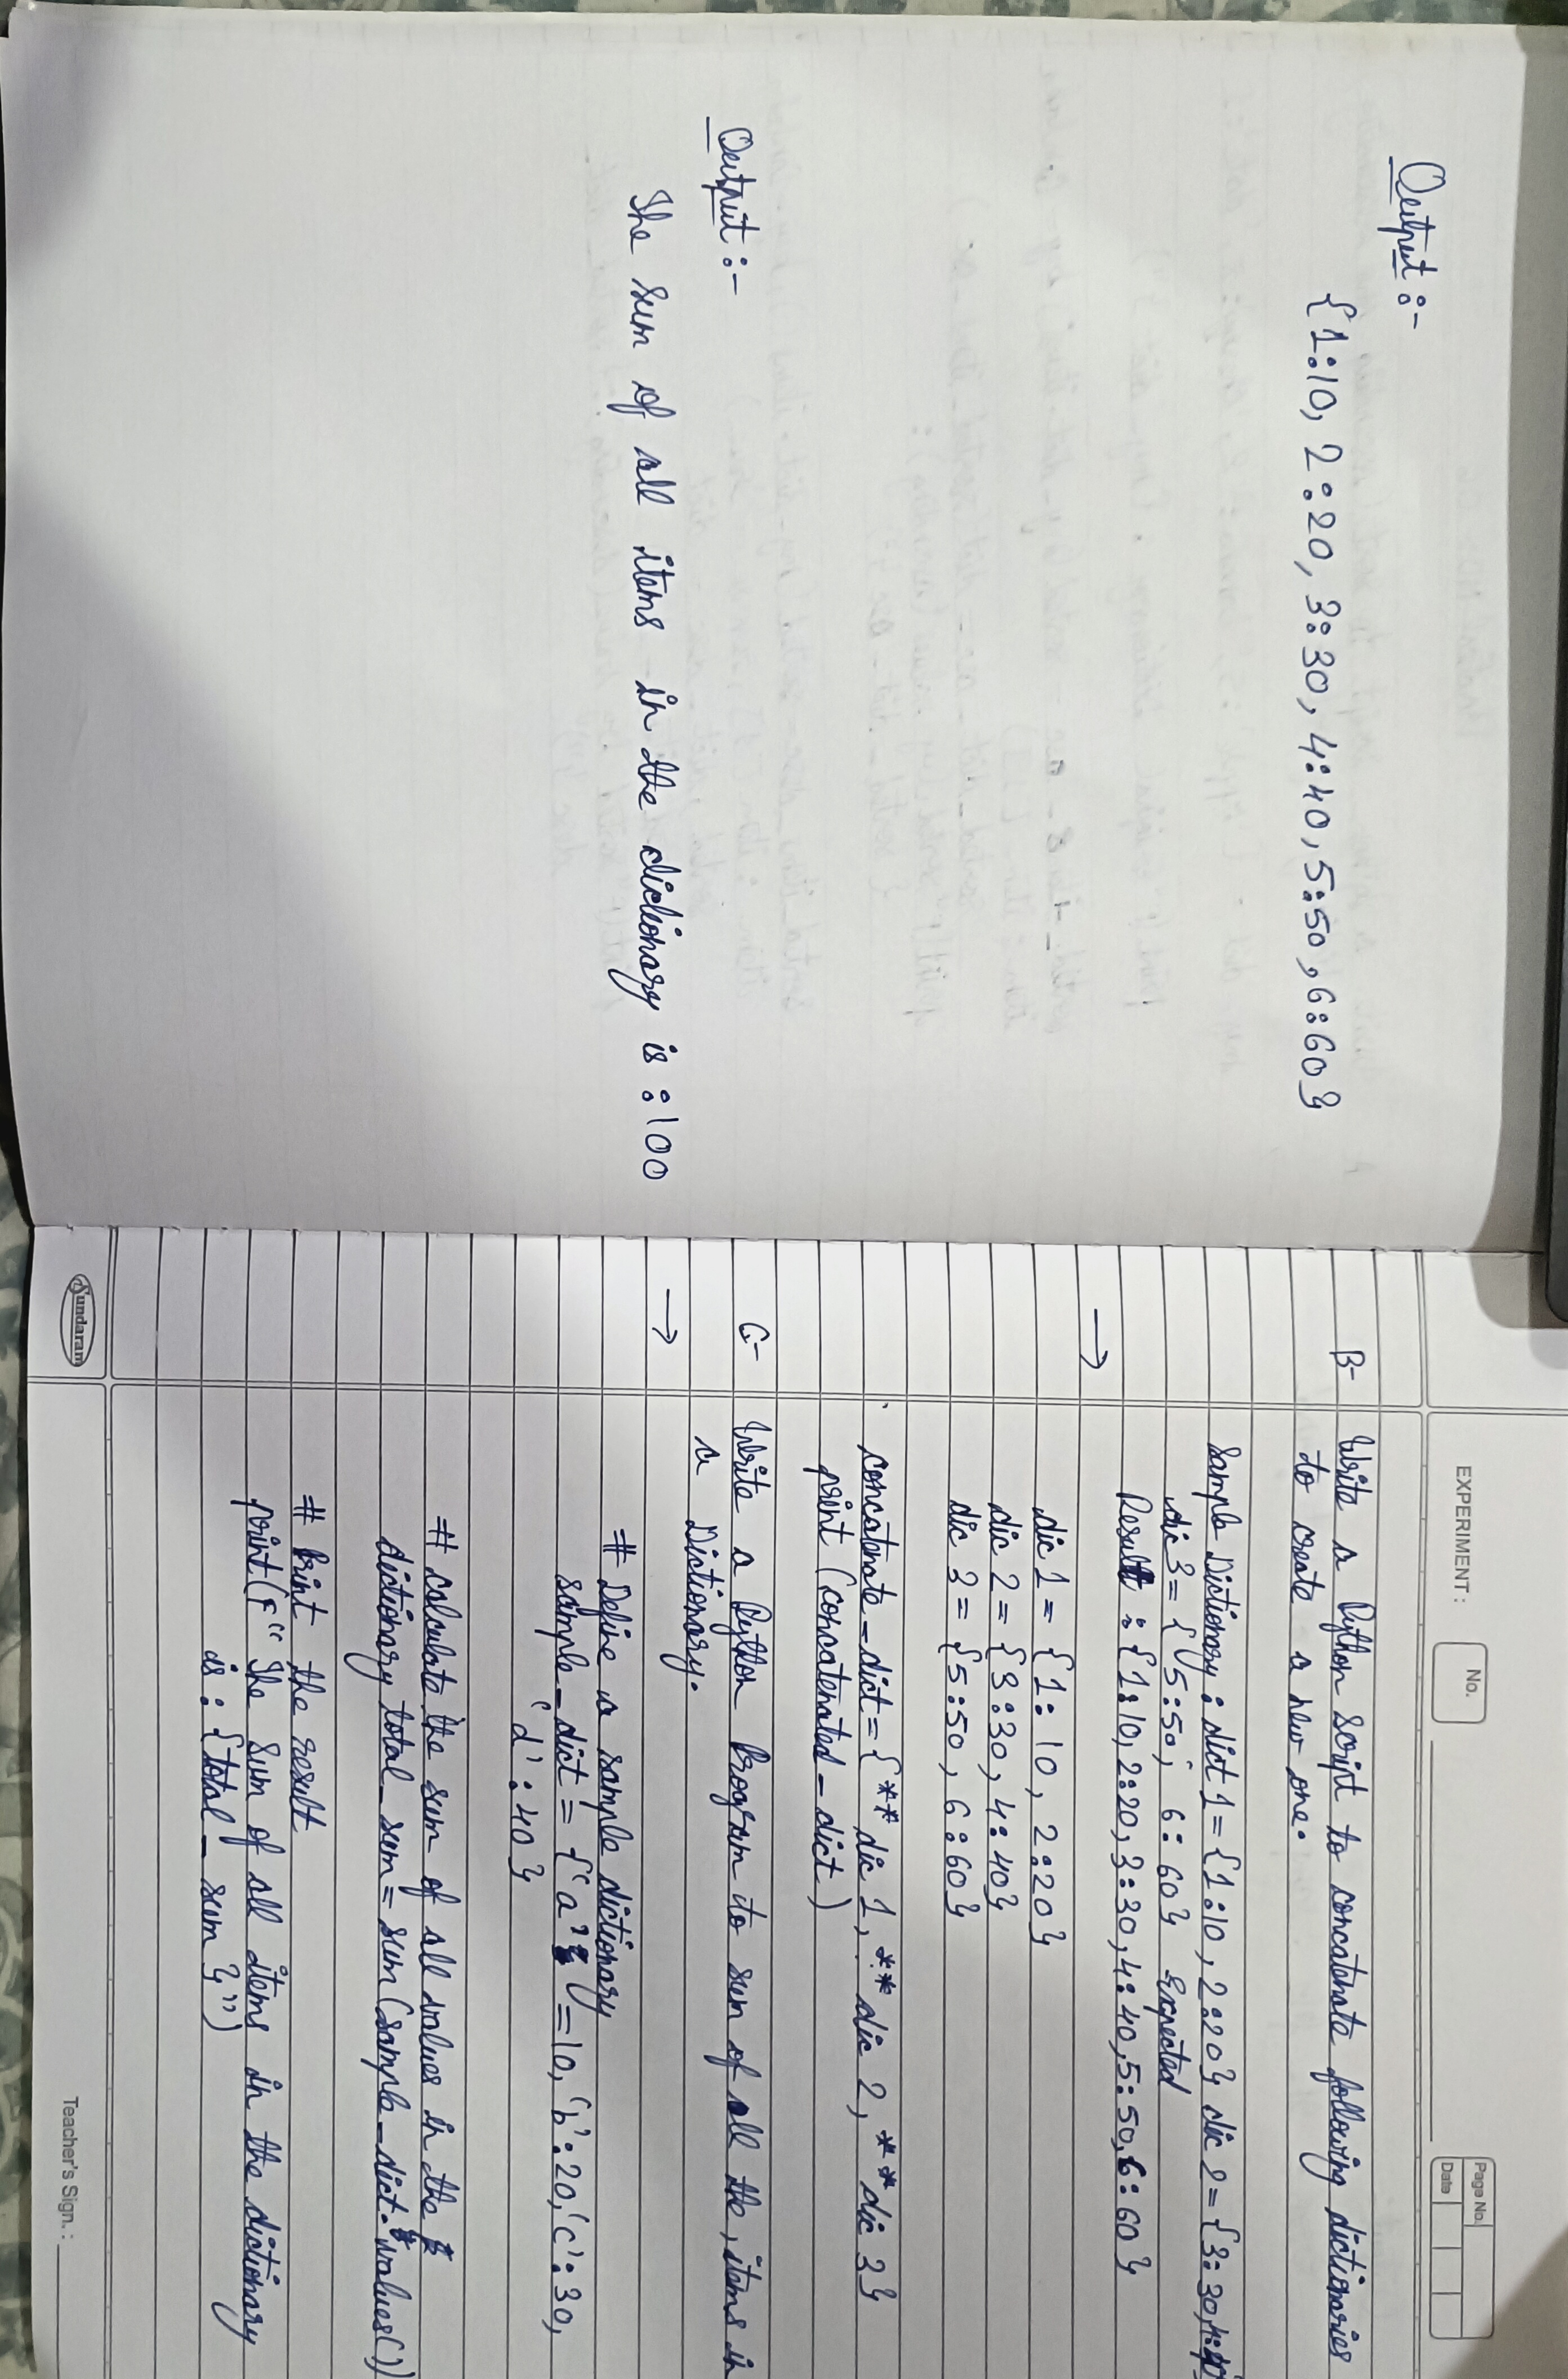 Output :-
{1:10, 2:20, 3:30, 4:40, 5:50, 6:60}
Output :-
The sum of all items in the dictionary is : 100
EXPERIMENT :
No.
Page No.
Date
B- Write a Python Script to concatenate following dictionaries
to create a new one.
Sample Dictionary : dict 1 = {1:10, 2:20} dic 2 = {3:30, 4:40}
dic 3 = { 5:50, 6: 60} Expected
Result : {1:10, 2:20, 3:30, 4:40, 5:50, 6:60}
→
dic 1 = {1: 10, 2:20}
dic 2 = {3:30, 4:40}
dic 3 = {5:50, 6:60}
concatenate_dict = {** dic 1, ** dic 2, ** dic 3}
print (concatenated_dict)
C- Write a Python Program to sum of all the, items in
a Dictionary.
→
# Define a sample dictionary
sample_dict = {'a' =10, 'b':20, 'c':30,
'd':40}
# calculate the sum of all values in the
dictionary total_sum = sum (sample_dict.values())
# Print the result
print(F" The Sum of all items in the dictionary
is : {total_sum}")
Sundaram
Teacher's Sign. :